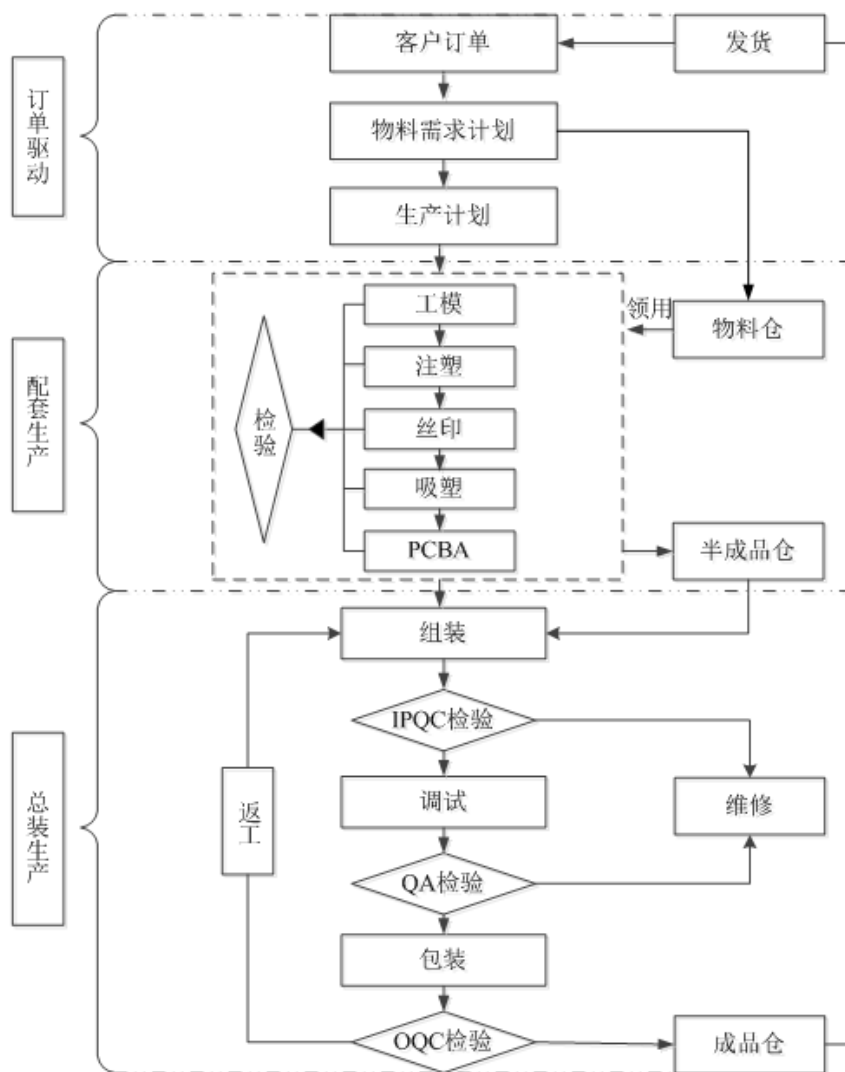 客户订单
发货
订单驱动
物料需求计划
生产计划
工模
领用
物料仓
注塑
配套生产
检验
丝印
吸塑
PCBA
半成品仓
组装
IPQC检验
返工
调试
维修
总装生产
QA检验
包装
OQC检验
成品仓